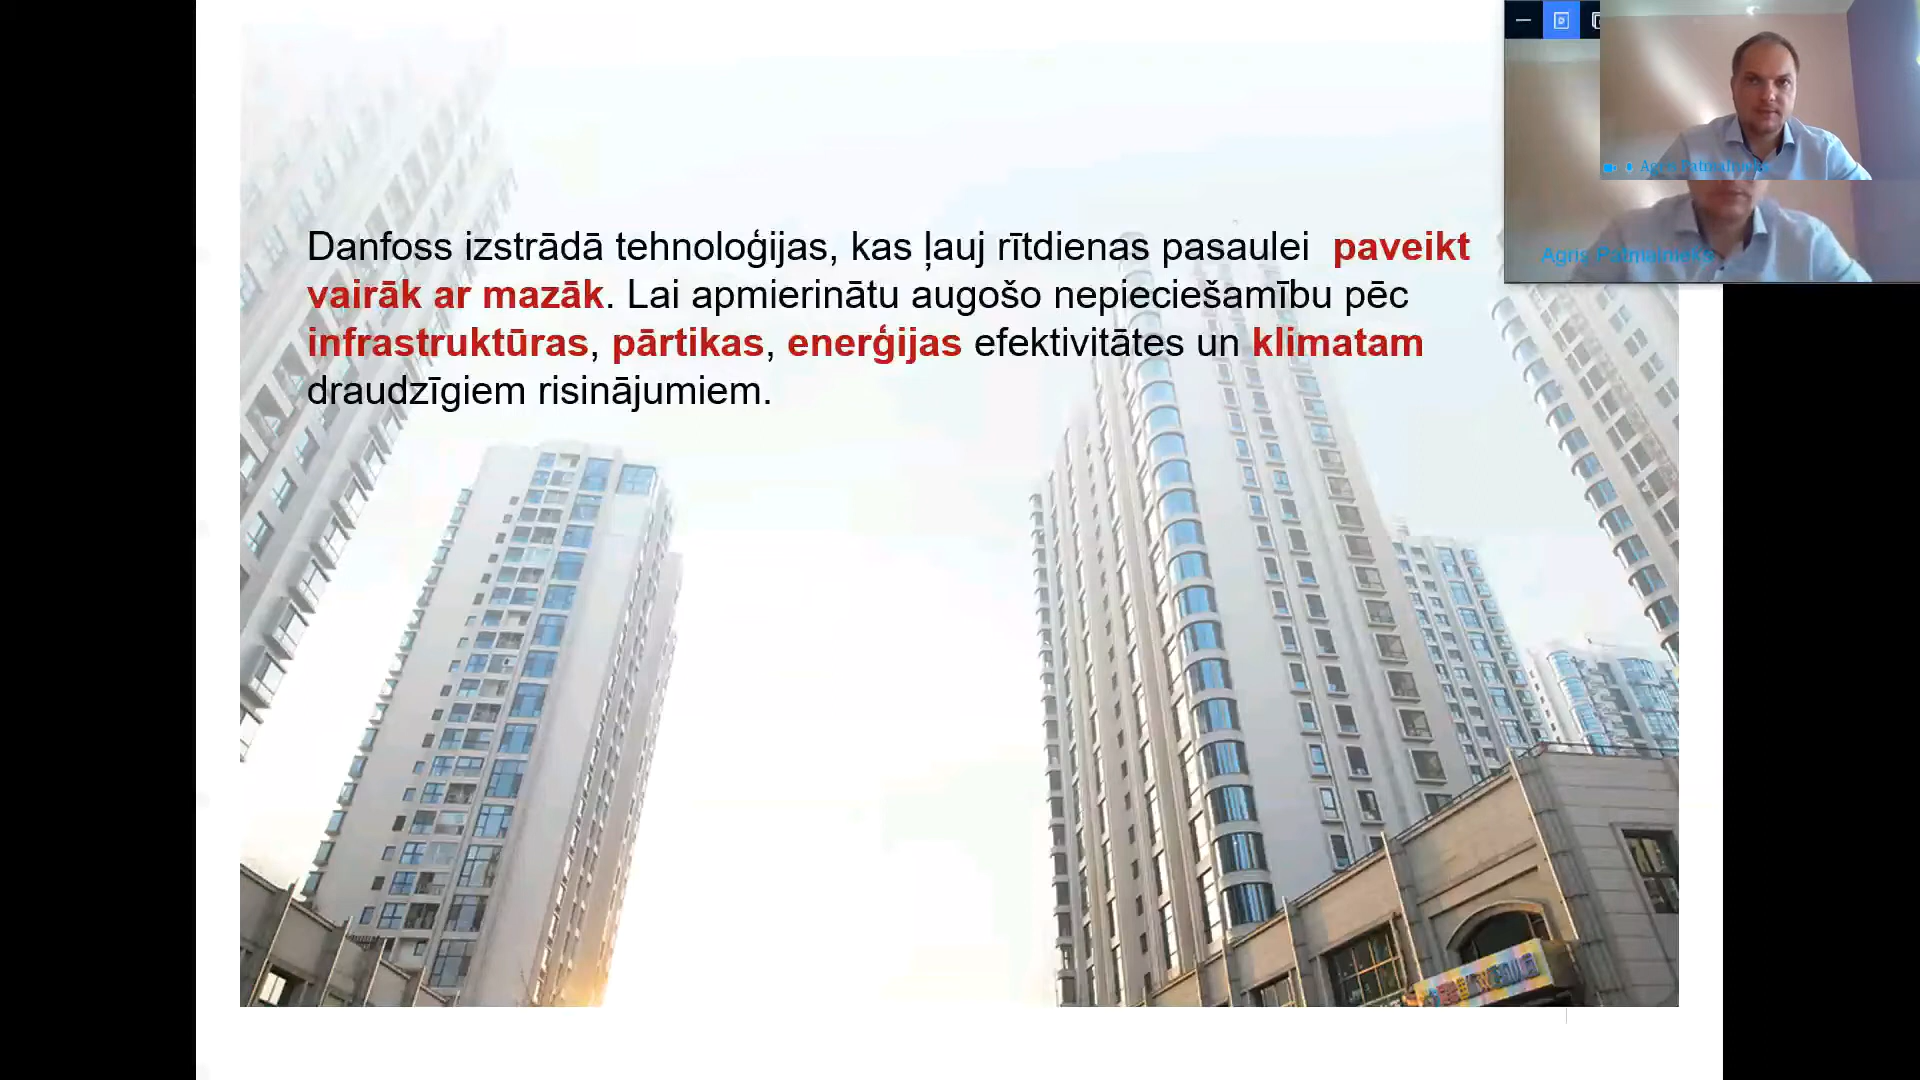 Danfoss izstrādā tehnoloģijas, kas ļauj rītdienas pasaulei paveikt
vairāk ar mazāk. Lai apmierinātu augošo nepieciešamību pēc
infrastruktūras, pārtikas, enerģijas efektivitātes un klimatam
draudzīgiem risinājumiem.